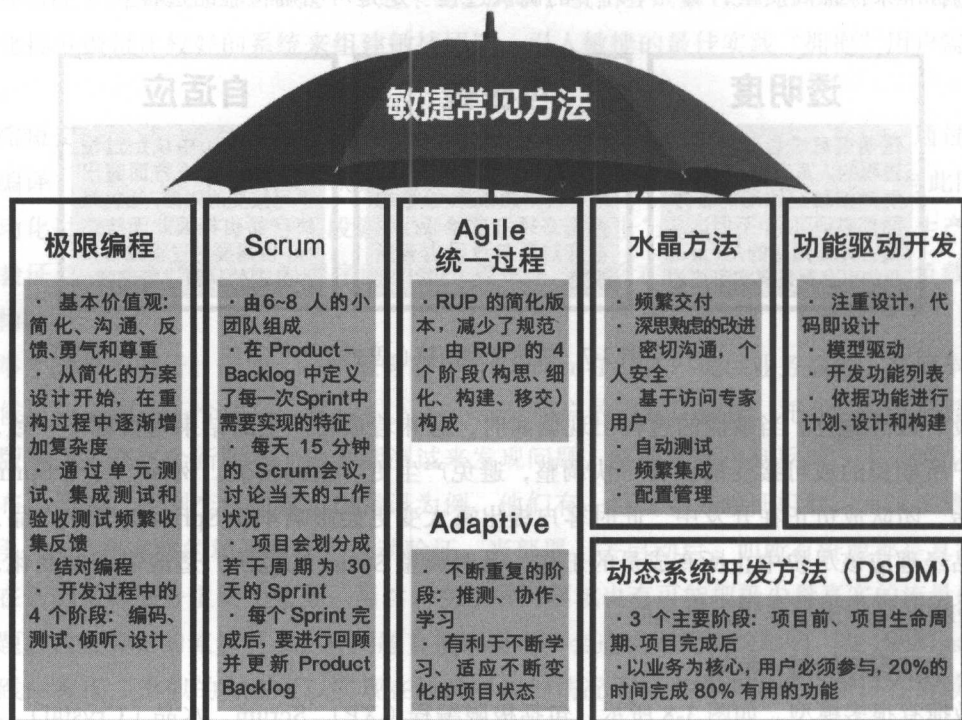 敏捷常见方法
极限编程
· 基本价值观:
简化、沟通、反
馈、勇气和尊重
· 从简化的方案
设计开始，在重
构过程中逐渐增
加复杂度
· 通过单元测
试、集成测试和
验收测试频繁收
集反馈
· 结对编程
· 开发过程中的
4 个阶段：编码、
测试、倾听、设计
Scrum
· 由6~8 人的小
团队组成
· 在 Product-
Backlog 中定义
了每一次Sprint中
需要实现的特征
· 每天 15 分钟
的 Scrum会议，
讨论当天的工作
状况
· 项目会划分成
若干周期为 30
天的 Sprint
· 每个 Sprint 完
成后，要进行回顾
并更新 Product
Backlog
Agile
统一过程
· RUP 的简化版
本，减少了规范
· 由 RUP 的 4
个阶段（构思、细
化、构建、移交）
构成
Adaptive
· 不断重复的阶
段：推测、协作、
学习
· 有利于不断学
习、适应不断变
化的项目状态
水晶方法
· 频繁交付
· 深思熟虑的改进
· 密切沟通，个
人安全
· 基于访问专家
用户
· 自动测试
· 频繁集成
· 配置管理
功能驱动开发
· 注重设计，代
码即设计
· 模型驱动
· 开发功能列表
· 依据功能进行
计划、设计和构建
动态系统开发方法（DSDM）
· 3 个主要阶段：项目前、项目生命周
期、项目完成后
· 以业务为核心，用户必须参与，20%的
时间完成 80% 有用的功能